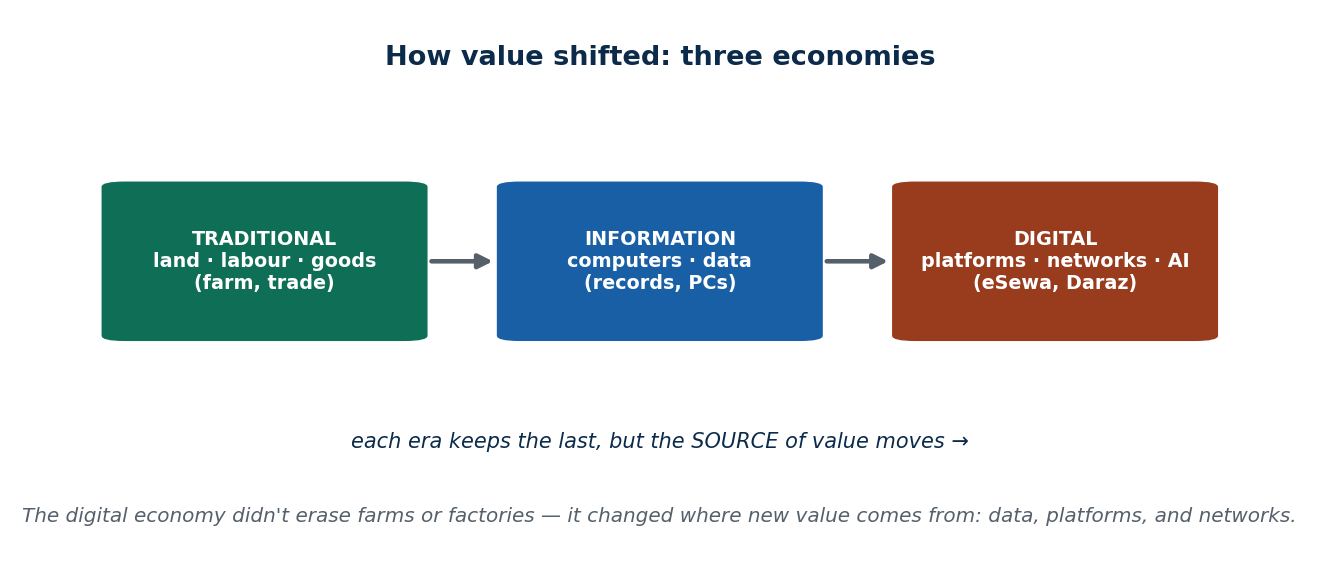 How value shifted: three economies
TRADITIONAL
land · labour · goods
(farm, trade)
INFORMATION
computers · data
(records, PCs)
DIGITAL
platforms · networks · AI
(eSewa, Daraz)
each era keeps the last, but the SOURCE of value moves →
The digital economy didn't erase farms or factories — it changed where new value comes from: data, platforms, and networks.